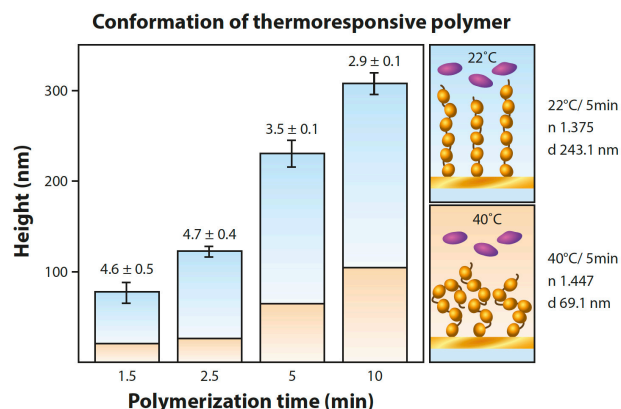 Conformation of thermoresponsive polymer
Height (nm)
300
200
100
4.6 ± 0.5
4.7 ± 0.4
3.5 ± 0.1
2.9 ± 0.1
1.5
2.5
5
10
Polymerization time (min)
22˚C
22°C/ 5min
n 1.375
d 243.1 nm
40˚C
40°C/ 5min
n 1.447
d 69.1 nm